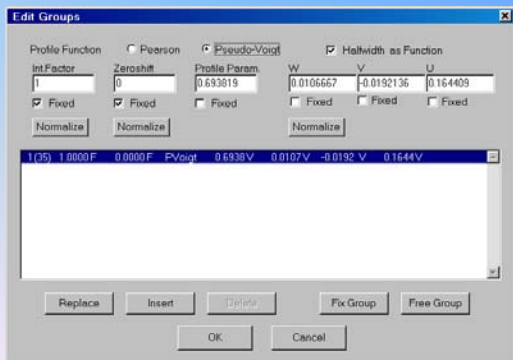 Edit Groups
Profile Function Pearson Pseudo-Voigt Halfwidth as Function
Int.Factor Zeroshift Profile Param. W V U
1 0 0.693819 0.0106667 -0.0192136 0.164409
Fixed Fixed Fixed Fixed Fixed Fixed
Normalize Normalize Normalize
1(35) 1.0000F 0.0000F PVoigt 0.6938V 0.0107V -0.0192 V 0.1644V
Replace Insert Delete Fix Group Free Group
OK Cancel